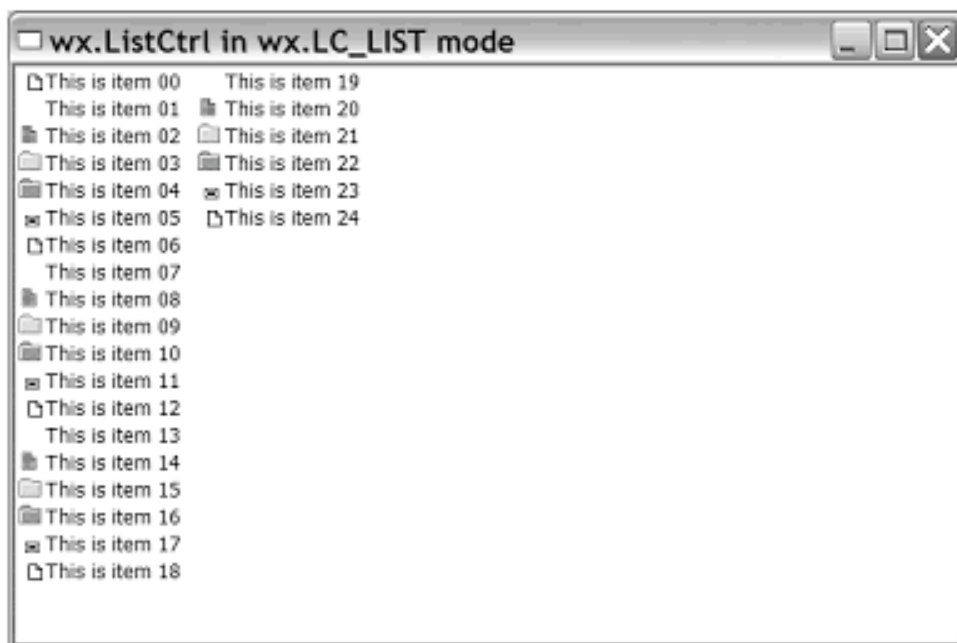 wx.ListCtrl in wx.LC_LIST mode
This is item 00
This is item 01
This is item 02
This is item 03
This is item 04
This is item 05
This is item 06
This is item 07
This is item 08
This is item 09
This is item 10
This is item 11
This is item 12
This is item 13
This is item 14
This is item 15
This is item 16
This is item 17
This is item 18
This is item 19
This is item 20
This is item 21
This is item 22
This is item 23
This is item 24